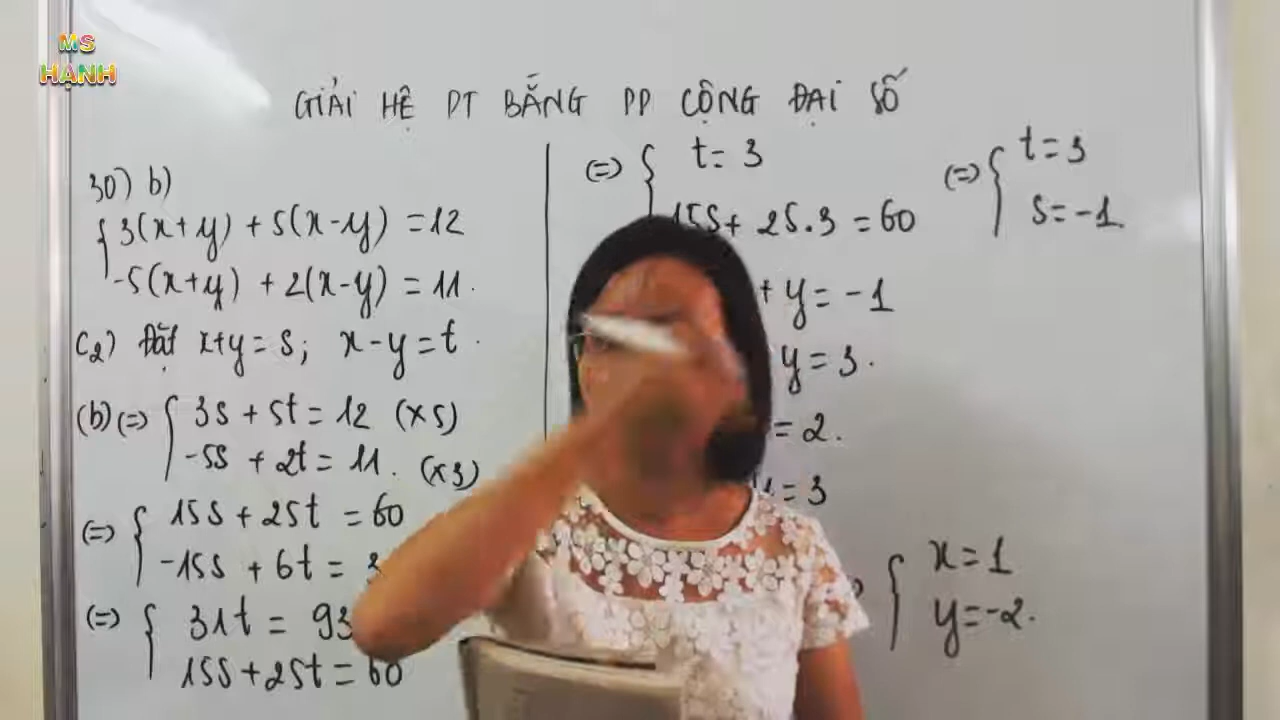 MS
HẠNH
GIẢI HỆ PT BẰNG PP CỘNG ĐẠI SỐ
30) b)
3(x+y) + 5(x-y) = 12
-5(x+y) + 2(x-y) = 11.
C2) Đặt x+y = S; x-y = t.
(b) (=) { 3S + 5t = 12 (x5)
-5S + 2t = 11. (x3)
(=) { 15S + 25t = 60
-15S + 6t = 3
(=) { 31t = 93
15S + 25t = 60
(=) { t = 3
15S + 25.3 = 60
+ y = -1
y = 3.
= 2.
= 3
(=) { t = 3
S = -1
{ x = 1
y = -2.